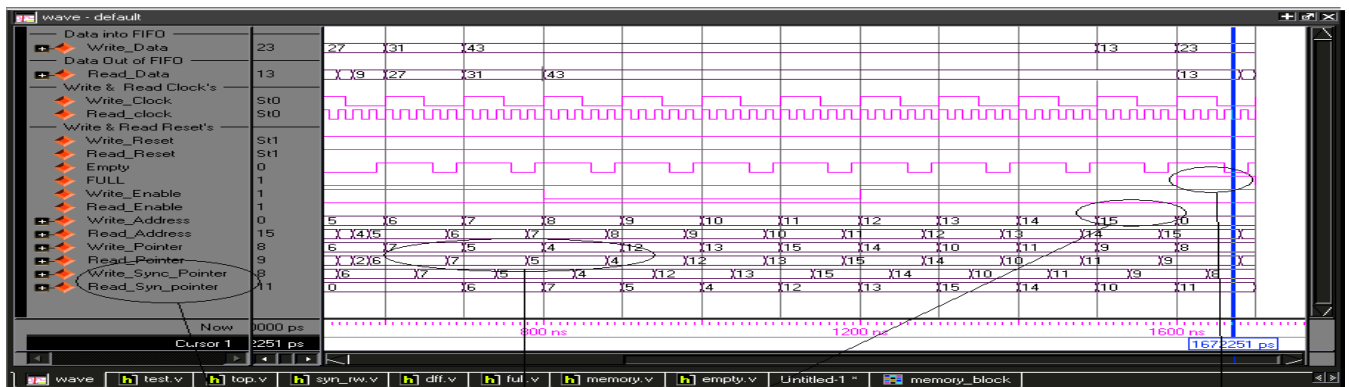 wave - default
Data into FIFO
Write_Data 23 27 31 43 13 23
Data Out of FIFO
Read_Data 13 9 27 31 43 13
Write & Read Clock's
Write_Clock St0
Read_clock St0
Write & Read Reset's
Write_Reset St1
Read_Reset St1
Empty 0
FULL 1
Write_Enable 1
Read_Enable 1
Write_Address 0 5 6 7 8 9 10 11 12 13 14 15 0
Read_Address 15 4 5 6 7 8 9 10 11 12 13 14 15
Write_Pointer 8 6 7 5 4 12 13 15 14 10 11 9 8
Read_Pointer 9 2 6 7 5 4 12 13 15 14 10 11 9
Write_Sync_Pointer 8 6 7 5 4 12 13 15 14 10 11 9 8
Read_Syn_pointer 11 0 6 7 5 4 12 13 15 14 10 11
Now 0000 ps 800 ns 1200 ns 1600 ns
Cursor 1 2251 ps 1672251 ps
wave test.v top.v syn_rw.v dff.v full.v memory.v empty.v Untitled-1 * memory_block